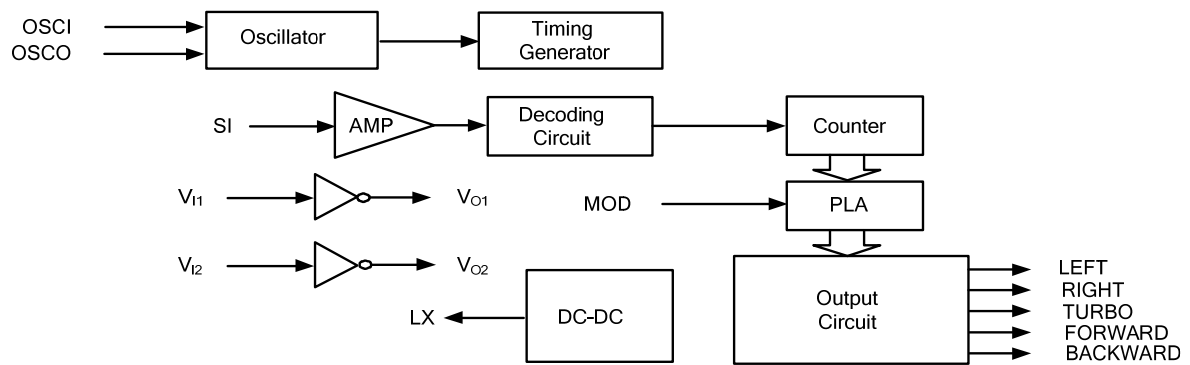 OSCI
OSCO
Oscillator
Timing
Generator
SI
AMP
Decoding
Circuit
Counter
VI1
VO1
MOD
PLA
VI2
VO2
LX
DC-DC
Output
Circuit
LEFT
RIGHT
TURBO
FORWARD
BACKWARD